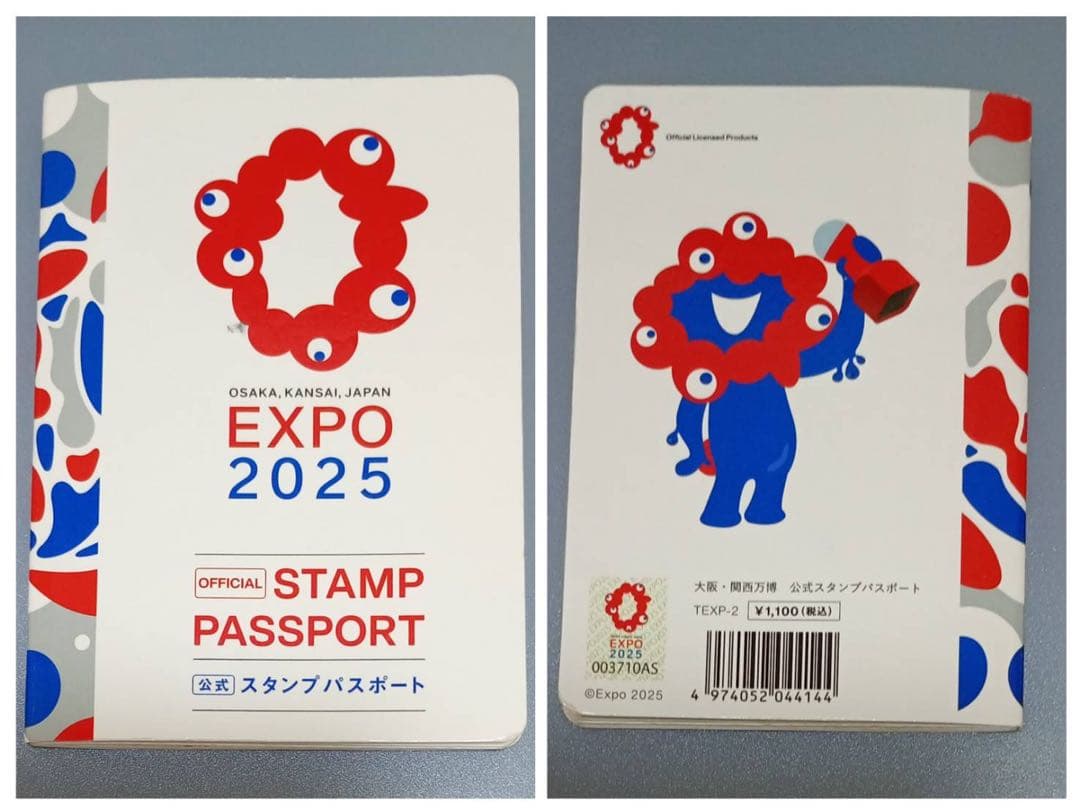 OSAKA, KANSAI, JAPAN
EXPO
2025
OFFICIAL STAMP
PASSPORT
公式 スタンプパスポート
Official Licensed Products
大阪・関西万博 公式スタンプパスポート
TEXP-2 ¥1,100(税込)
EXPO
2025
003710AS
©Expo 2025
4 974052 044144